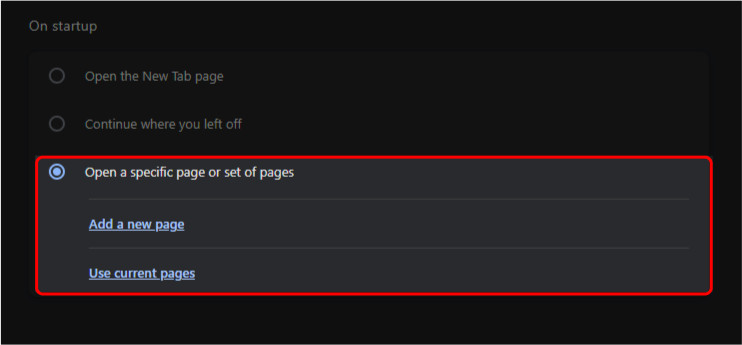 On startup
Open the New Tab page
Continue where you left off
Open a specific page or set of pages
Add a new page
Use current pages